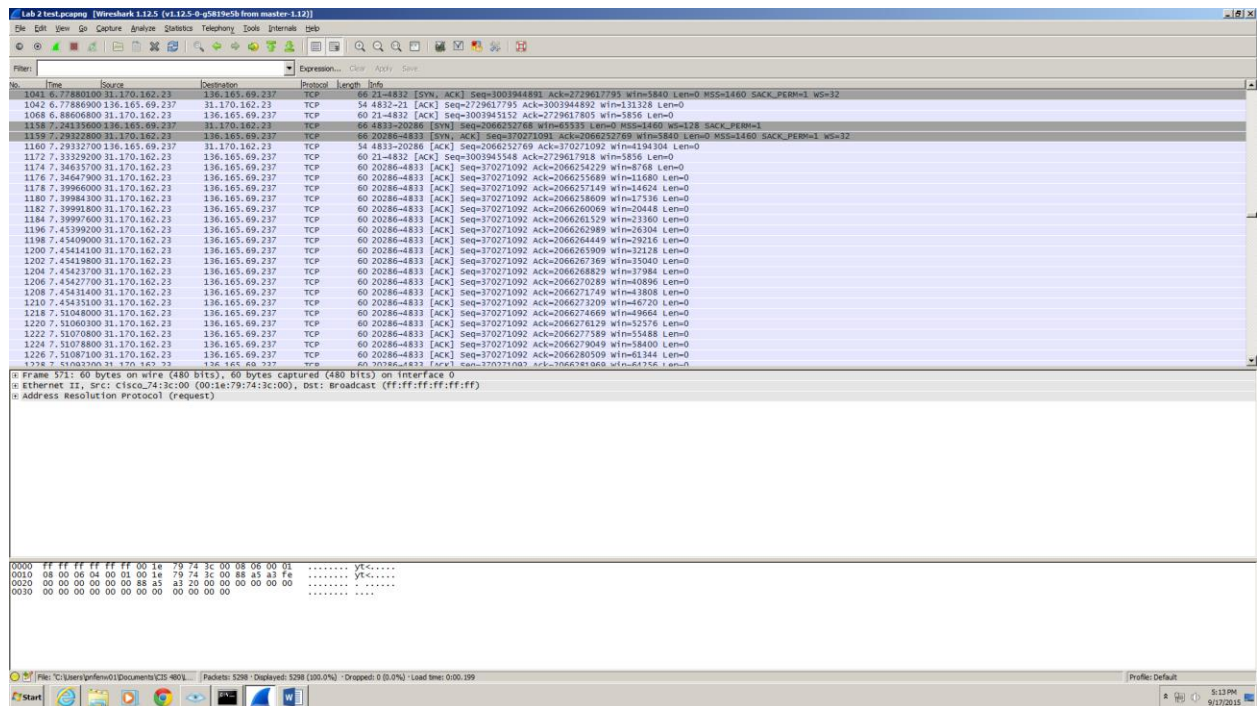 Lab 2 test.pcapng [Wireshark 1.12.5 (v1.12.5-0-g5819e5b from master-1.12)]
File Edit View Go Capture Analyze Statistics Telephony Tools Internals Help
Filter: Expression... Clear Apply Save
No. Time Source Destination Protocol Length Info
1041 6.77880100 31.170.162.23 136.165.69.237 TCP 66 21→4832 [SYN, ACK] Seq=3003944891 Ack=2729617795 Win=5840 Len=0 MSS=1460 SACK_PERM=1 WS=32
1042 6.77886900 136.165.69.237 31.170.162.23 TCP 54 4832→21 [ACK] Seq=2729617795 Ack=3003944892 Win=131328 Len=0
1068 6.88606800 31.170.162.23 136.165.69.237 TCP 60 21→4832 [ACK] Seq=3003945152 Ack=2729617805 Win=5856 Len=0
1158 7.24135600 136.165.69.237 31.170.162.23 TCP 66 4833→20286 [SYN] Seq=2066252768 Win=65535 Len=0 MSS=1460 WS=128 SACK_PERM=1
1159 7.29322800 31.170.162.23 136.165.69.237 TCP 66 20286→4833 [SYN, ACK] Seq=370271091 Ack=2066252769 Win=5840 Len=0 MSS=1460 SACK_PERM=1 WS=32
1160 7.29332700 136.165.69.237 31.170.162.23 TCP 54 4833→20286 [ACK] Seq=2066252769 Ack=370271092 Win=4194304 Len=0
1172 7.33329200 31.170.162.23 136.165.69.237 TCP 60 21→4832 [ACK] Seq=3003945548 Ack=2729617918 Win=5856 Len=0
1174 7.34635700 31.170.162.23 136.165.69.237 TCP 60 20286→4833 [ACK] Seq=370271092 Ack=2066254229 Win=8768 Len=0
1176 7.34647900 31.170.162.23 136.165.69.237 TCP 60 20286→4833 [ACK] Seq=370271092 Ack=2066255689 Win=11680 Len=0
1178 7.39966000 31.170.162.23 136.165.69.237 TCP 60 20286→4833 [ACK] Seq=370271092 Ack=2066257149 Win=14624 Len=0
1180 7.39984300 31.170.162.23 136.165.69.237 TCP 60 20286→4833 [ACK] Seq=370271092 Ack=2066258609 Win=17536 Len=0
1182 7.39991800 31.170.162.23 136.165.69.237 TCP 60 20286→4833 [ACK] Seq=370271092 Ack=2066260069 Win=20448 Len=0
1184 7.39997600 31.170.162.23 136.165.69.237 TCP 60 20286→4833 [ACK] Seq=370271092 Ack=2066261529 Win=23360 Len=0
1196 7.45399200 31.170.162.23 136.165.69.237 TCP 60 20286→4833 [ACK] Seq=370271092 Ack=2066262989 Win=26304 Len=0
1198 7.45409000 31.170.162.23 136.165.69.237 TCP 60 20286→4833 [ACK] Seq=370271092 Ack=2066264449 Win=29216 Len=0
1200 7.45414100 31.170.162.23 136.165.69.237 TCP 60 20286→4833 [ACK] Seq=370271092 Ack=2066265909 Win=32128 Len=0
1202 7.45419800 31.170.162.23 136.165.69.237 TCP 60 20286→4833 [ACK] Seq=370271092 Ack=2066267369 Win=35040 Len=0
1204 7.45423700 31.170.162.23 136.165.69.237 TCP 60 20286→4833 [ACK] Seq=370271092 Ack=2066268829 Win=37984 Len=0
1206 7.45427700 31.170.162.23 136.165.69.237 TCP 60 20286→4833 [ACK] Seq=370271092 Ack=2066270289 Win=40896 Len=0
1208 7.45431400 31.170.162.23 136.165.69.237 TCP 60 20286→4833 [ACK] Seq=370271092 Ack=2066271749 Win=43808 Len=0
1210 7.45435100 31.170.162.23 136.165.69.237 TCP 60 20286→4833 [ACK] Seq=370271092 Ack=2066273209 Win=46720 Len=0
1218 7.51048000 31.170.162.23 136.165.69.237 TCP 60 20286→4833 [ACK] Seq=370271092 Ack=2066274669 Win=49664 Len=0
1220 7.51060300 31.170.162.23 136.165.69.237 TCP 60 20286→4833 [ACK] Seq=370271092 Ack=2066276129 Win=52576 Len=0
1222 7.51070800 31.170.162.23 136.165.69.237 TCP 60 20286→4833 [ACK] Seq=370271092 Ack=2066277589 Win=55488 Len=0
1224 7.51078800 31.170.162.23 136.165.69.237 TCP 60 20286→4833 [ACK] Seq=370271092 Ack=2066279049 Win=58400 Len=0
1226 7.51087100 31.170.162.23 136.165.69.237 TCP 60 20286→4833 [ACK] Seq=370271092 Ack=2066280509 Win=61344 Len=0
1228 7.51093200 31.170.162.23 136.165.69.237 TCP 60 20286→4833 [ACK] Seq=370271092 Ack=2066281969 Win=64256 Len=0
Frame 571: 60 bytes on wire (480 bits), 60 bytes captured (480 bits) on interface 0
Ethernet II, Src: Cisco_74:3c:00 (00:1e:79:74:3c:00), Dst: Broadcast (ff:ff:ff:ff:ff:ff)
Address Resolution Protocol (request)
0000 ff ff ff ff ff ff 00 1e 79 74 3c 00 08 06 00 01 ........ yt<.....
0010 08 00 06 04 00 01 00 1e 79 74 3c 00 88 a5 a3 fe ........ yt<.....
0020 00 00 00 00 00 00 88 a5 a3 20 00 00 00 00 00 00 ........ . ......
0030 00 00 00 00 00 00 00 00 00 00 00 00 ........ ....
File: "C:\Users\pnfenw01\Documents\CIS 480\L... Packets: 5298 · Displayed: 5298 (100.0%) · Dropped: 0 (0.0%) · Load time: 0:00.199 Profile: Default
Start
5:13 PM
9/17/2015